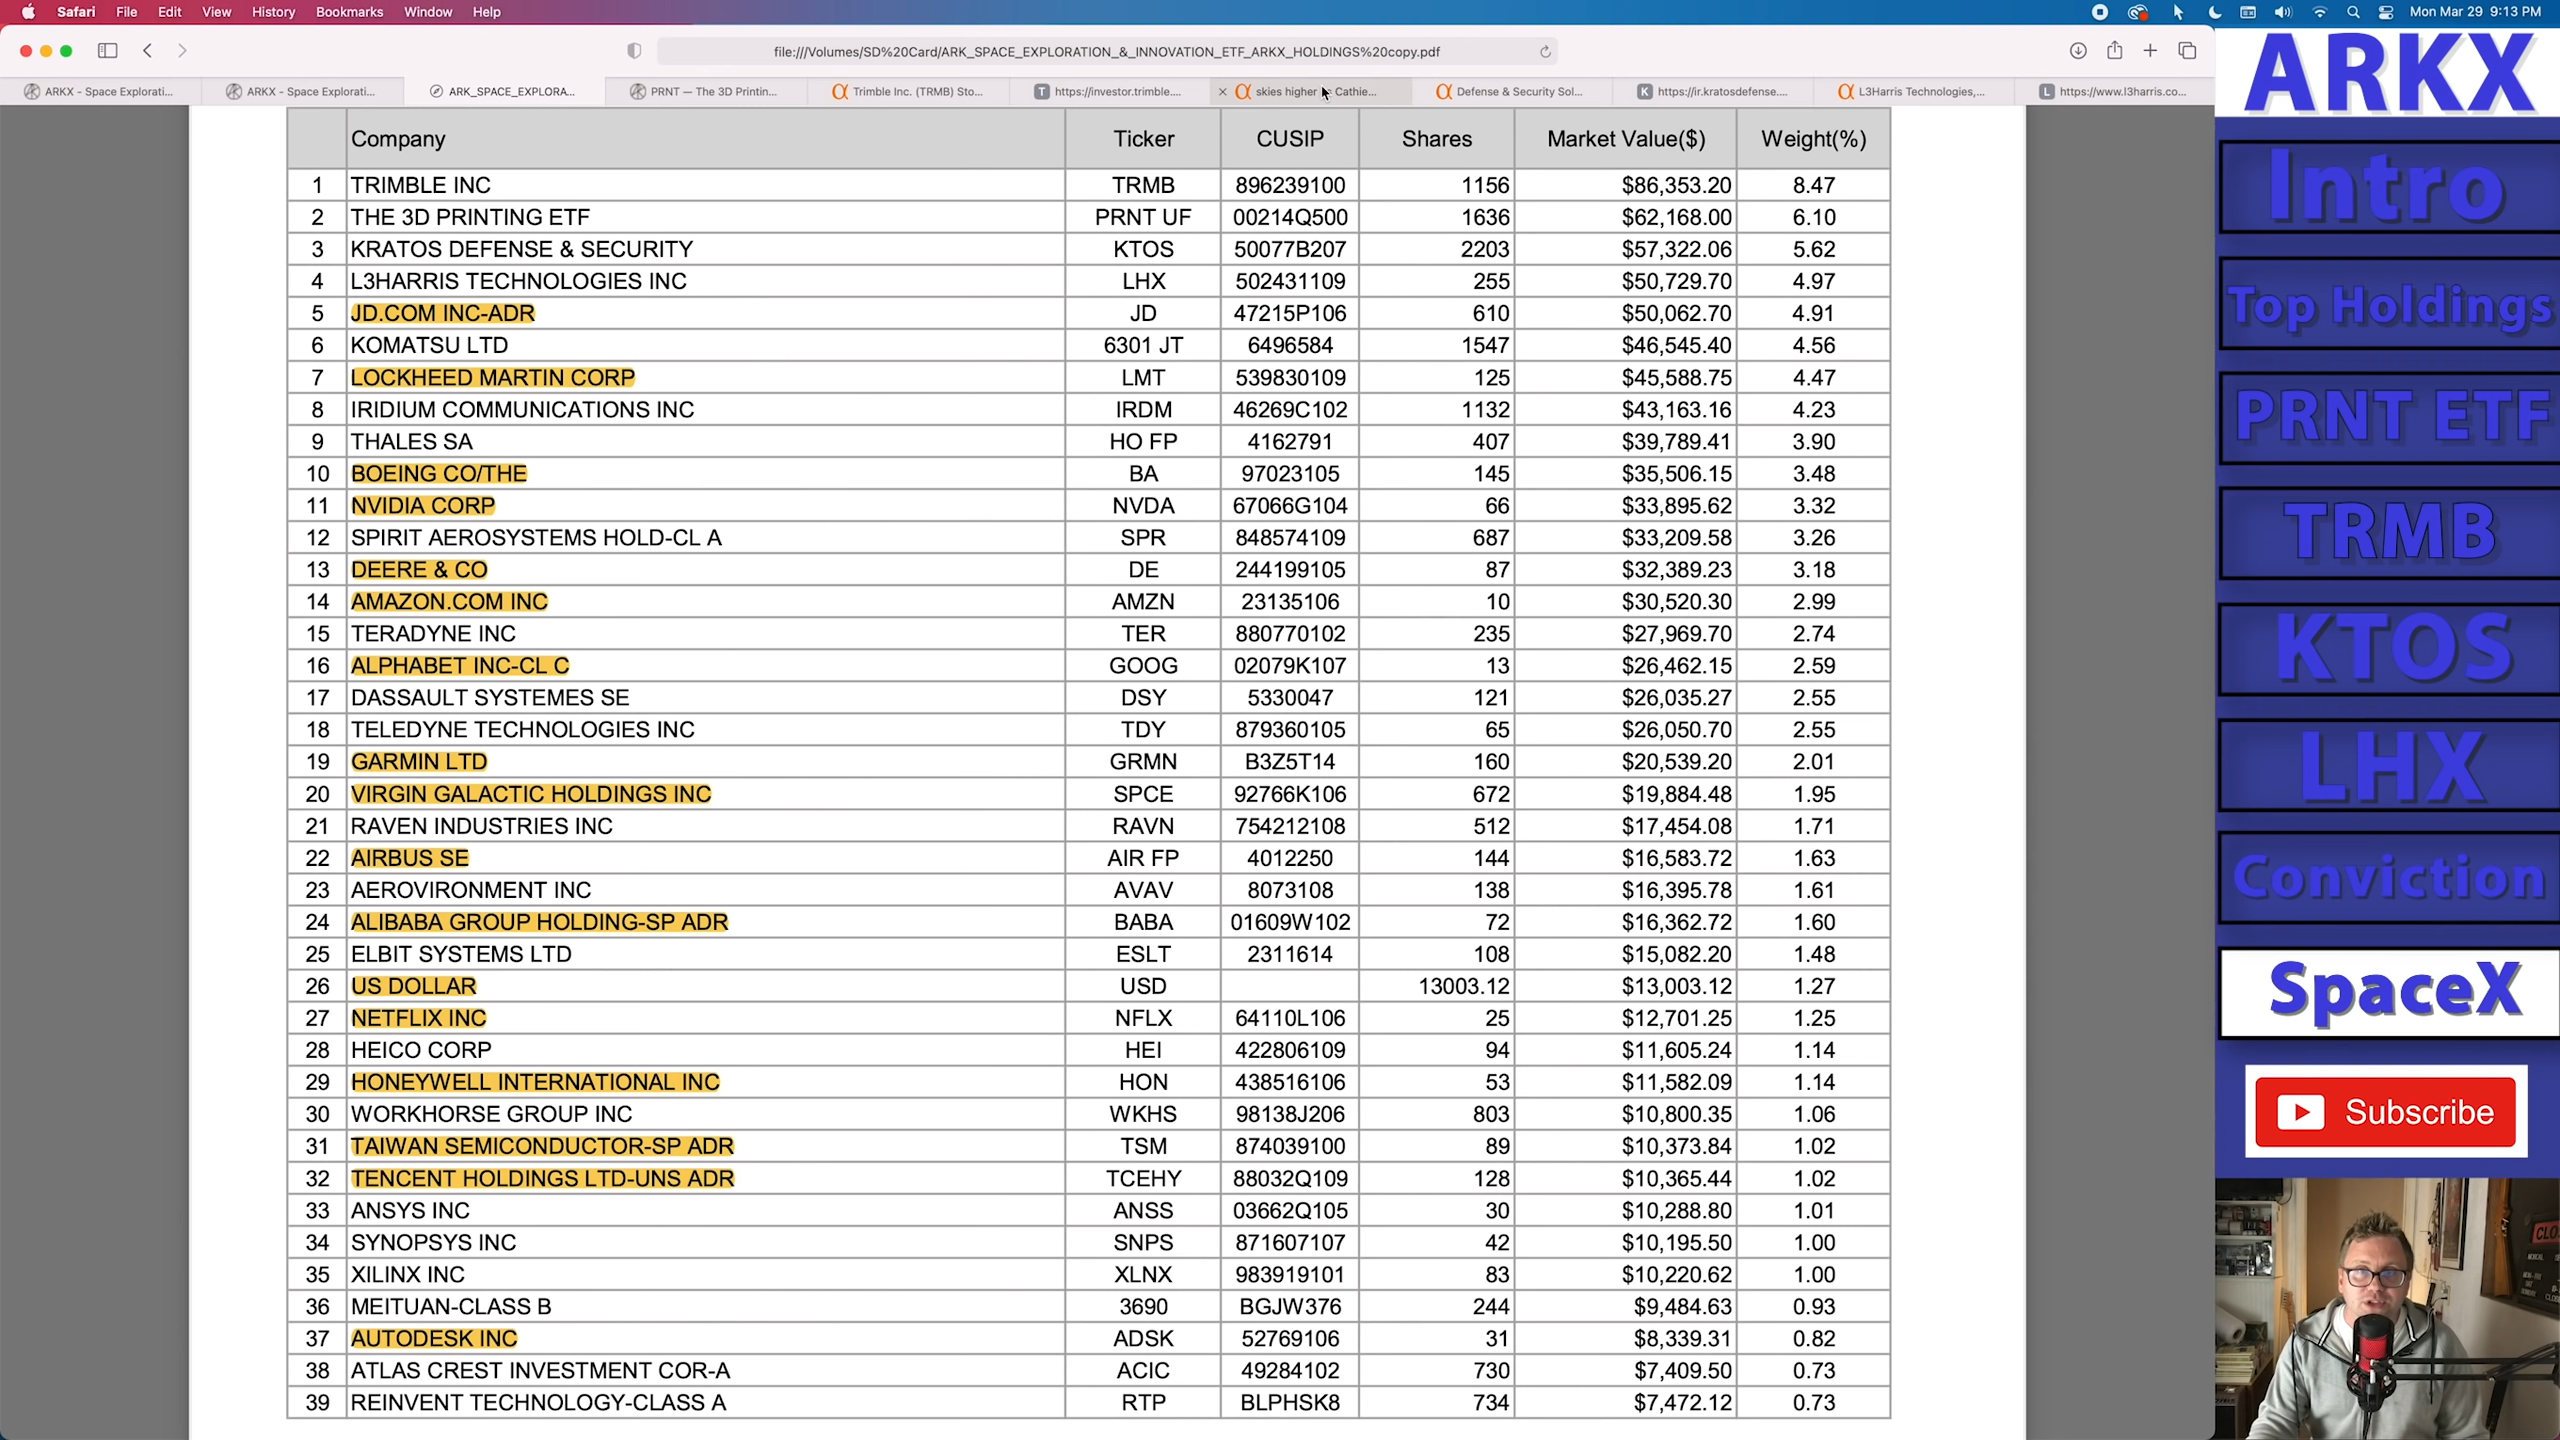 Safari File Edit View History Bookmarks Window Help Mon Mar 29 9:13 PM
file:///Volumes/SD%20Card/ARK_SPACE_EXPLORATION_&_INNOVATION_ETF_ARKX_HOLDINGS%20copy.pdf
ARKX - Space Explorati... ARKX - Space Explorati... ARK_SPACE_EXPLORA... PRNT — The 3D Printin... Trimble Inc. (TRMB) Sto... T https://investor.trimble.... skies higher Cathie... Defense & Security Sol... K https://ir.kratosdefense.... L3Harris Technologies,... L https://www.l3harris.co...
Company Ticker CUSIP Shares Market Value($) Weight(%)
1 TRIMBLE INC TRMB 896239100 1156 $86,353.20 8.47
2 THE 3D PRINTING ETF PRNT UF 00214Q500 1636 $62,168.00 6.10
3 KRATOS DEFENSE & SECURITY KTOS 50077B207 2203 $57,322.06 5.62
4 L3HARRIS TECHNOLOGIES INC LHX 502431109 255 $50,729.70 4.97
5 JD.COM INC-ADR JD 47215P106 610 $50,062.70 4.91
6 KOMATSU LTD 6301 JT 6496584 1547 $46,545.40 4.56
7 LOCKHEED MARTIN CORP LMT 539830109 125 $45,588.75 4.47
8 IRIDIUM COMMUNICATIONS INC IRDM 46269C102 1132 $43,163.16 4.23
9 THALES SA HO FP 4162791 407 $39,789.41 3.90
10 BOEING CO/THE BA 97023105 145 $35,506.15 3.48
11 NVIDIA CORP NVDA 67066G104 66 $33,895.62 3.32
12 SPIRIT AEROSYSTEMS HOLD-CL A SPR 848574109 687 $33,209.58 3.26
13 DEERE & CO DE 244199105 87 $32,389.23 3.18
14 AMAZON.COM INC AMZN 23135106 10 $30,520.30 2.99
15 TERADYNE INC TER 880770102 235 $27,969.70 2.74
16 ALPHABET INC-CL C GOOG 02079K107 13 $26,462.15 2.59
17 DASSAULT SYSTEMES SE DSY 5330047 121 $26,035.27 2.55
18 TELEDYNE TECHNOLOGIES INC TDY 879360105 65 $26,050.70 2.55
19 GARMIN LTD GRMN B3Z5T14 160 $20,539.20 2.01
20 VIRGIN GALACTIC HOLDINGS INC SPCE 92766K106 672 $19,884.48 1.95
21 RAVEN INDUSTRIES INC RAVN 754212108 512 $17,454.08 1.71
22 AIRBUS SE AIR FP 4012250 144 $16,583.72 1.63
23 AEROVIRONMENT INC AVAV 8073108 138 $16,395.78 1.61
24 ALIBABA GROUP HOLDING-SP ADR BABA 01609W102 72 $16,362.72 1.60
25 ELBIT SYSTEMS LTD ESLT 2311614 108 $15,082.20 1.48
26 US DOLLAR USD 13003.12 $13,003.12 1.27
27 NETFLIX INC NFLX 64110L106 25 $12,701.25 1.25
28 HEICO CORP HEI 422806109 94 $11,605.24 1.14
29 HONEYWELL INTERNATIONAL INC HON 438516106 53 $11,582.09 1.14
30 WORKHORSE GROUP INC WKHS 98138J206 803 $10,800.35 1.06
31 TAIWAN SEMICONDUCTOR-SP ADR TSM 874039100 89 $10,373.84 1.02
32 TENCENT HOLDINGS LTD-UNS ADR TCEHY 88032Q109 128 $10,365.44 1.02
33 ANSYS INC ANSS 03662Q105 30 $10,288.80 1.01
34 SYNOPSYS INC SNPS 871607107 42 $10,195.50 1.00
35 XILINX INC XLNX 983919101 83 $10,220.62 1.00
36 MEITUAN-CLASS B 3690 BGJW376 244 $9,484.63 0.93
37 AUTODESK INC ADSK 52769106 31 $8,339.31 0.82
38 ATLAS CREST INVESTMENT COR-A ACIC 49284102 730 $7,409.50 0.73
39 REINVENT TECHNOLOGY-CLASS A RTP BLPHSK8 734 $7,472.12 0.73
ARKX
Intro
Top Holdings
PRNT ETF
TRMB
KTOS
LHX
Conviction
SpaceX
Subscribe